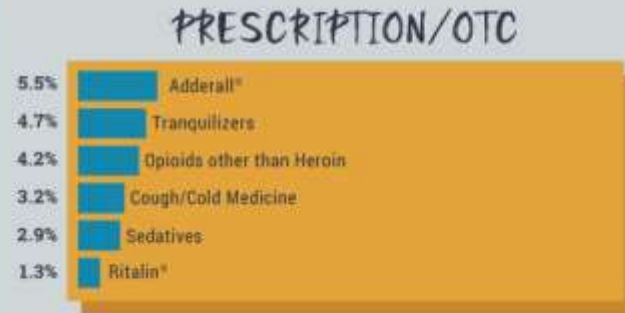 PRESCRIPTION/OTC
5.5% Adderall®
4.7% Tranquilizers
4.2% Opioids other than Heroin
3.2% Cough/Cold Medicine
2.9% Sedatives
1.3% Ritalin®